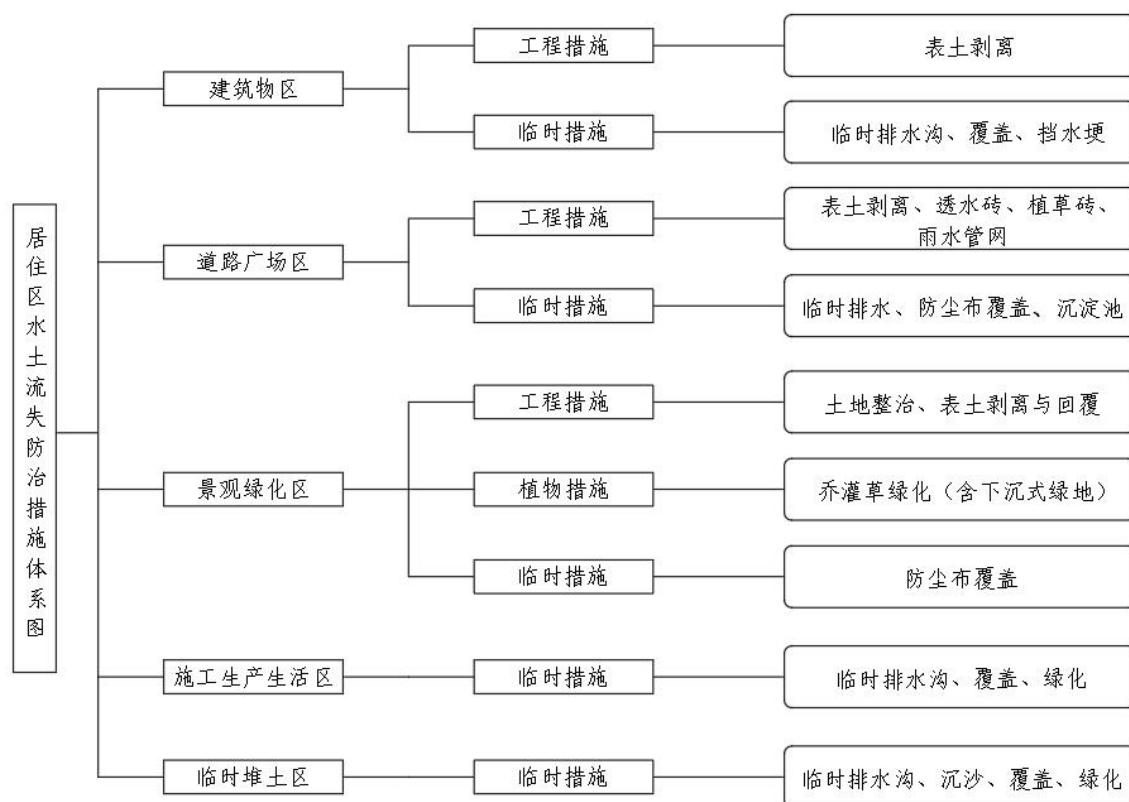 居住区水土流失防治措施体系图
建筑物区
工程措施
表土剥离
临时措施
临时排水沟、覆盖、挡水埂
道路广场区
工程措施
表土剥离、透水砖、植草砖、
雨水管网
临时措施
临时排水、防尘布覆盖、沉淀池
景观绿化区
工程措施
土地整治、表土剥离与回覆
植物措施
乔灌草绿化（含下沉式绿地）
临时措施
防尘布覆盖
施工生产生活区
临时措施
临时排水沟、覆盖、绿化
临时堆土区
临时措施
临时排水沟、沉沙、覆盖、绿化